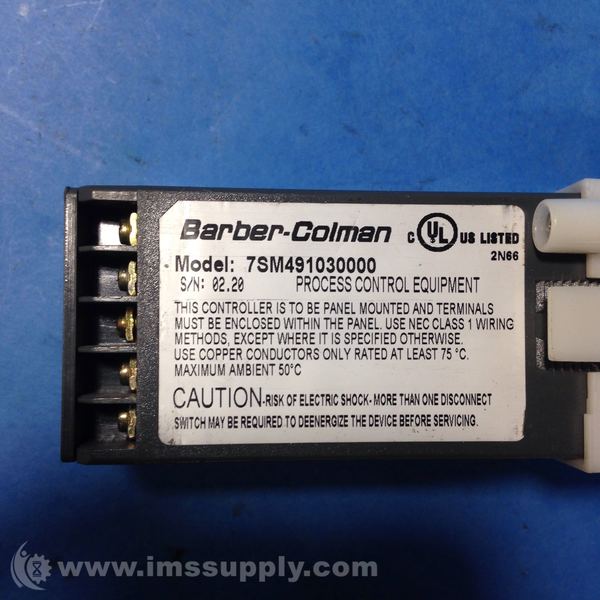 Barber-Colman
C UL US LISTED
2N66
Model: 7SM491030000
S/N: 02.20 PROCESS CONTROL EQUIPMENT
THIS CONTROLLER IS TO BE PANEL MOUNTED AND TERMINALS
MUST BE ENCLOSED WITHIN THE PANEL. USE NEC CLASS 1 WIRING
METHODS, EXCEPT WHERE IT IS SPECIFIED OTHERWISE.
USE COPPER CONDUCTORS ONLY RATED AT LEAST 75 °C.
MAXIMUM AMBIENT 50°C
CAUTION-RISK OF ELECTRIC SHOCK- MORE THAN ONE DISCONNECT
SWITCH MAY BE REQUIRED TO DEENERGIZE THE DEVICE BEFORE SERVICING.
www.imssupply.com